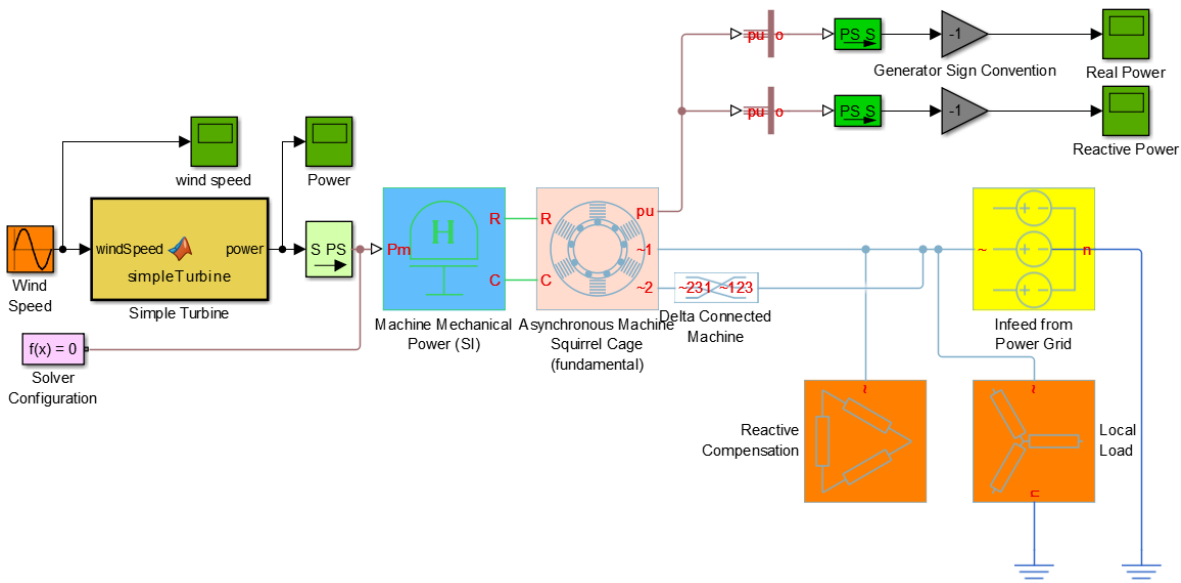 pu
o
PS S
-1
Generator Sign Convention
Real Power
pu
o
PS S
-1
Reactive Power
wind speed
Power
windSpeed
power
simpleTurbine
Simple Turbine
Wind
Speed
S PS
f(x) = 0
Solver
Configuration
Pm
H
R
C
Machine Mechanical
Power (SI)
R
C
pu
~1
~2
Asynchronous Machine
Squirrel Cage
(fundamental)
~231
~123
Delta Connected
Machine
~
n
Infeed from
Power Grid
~
Reactive
Compensation
~
n
Local
Load